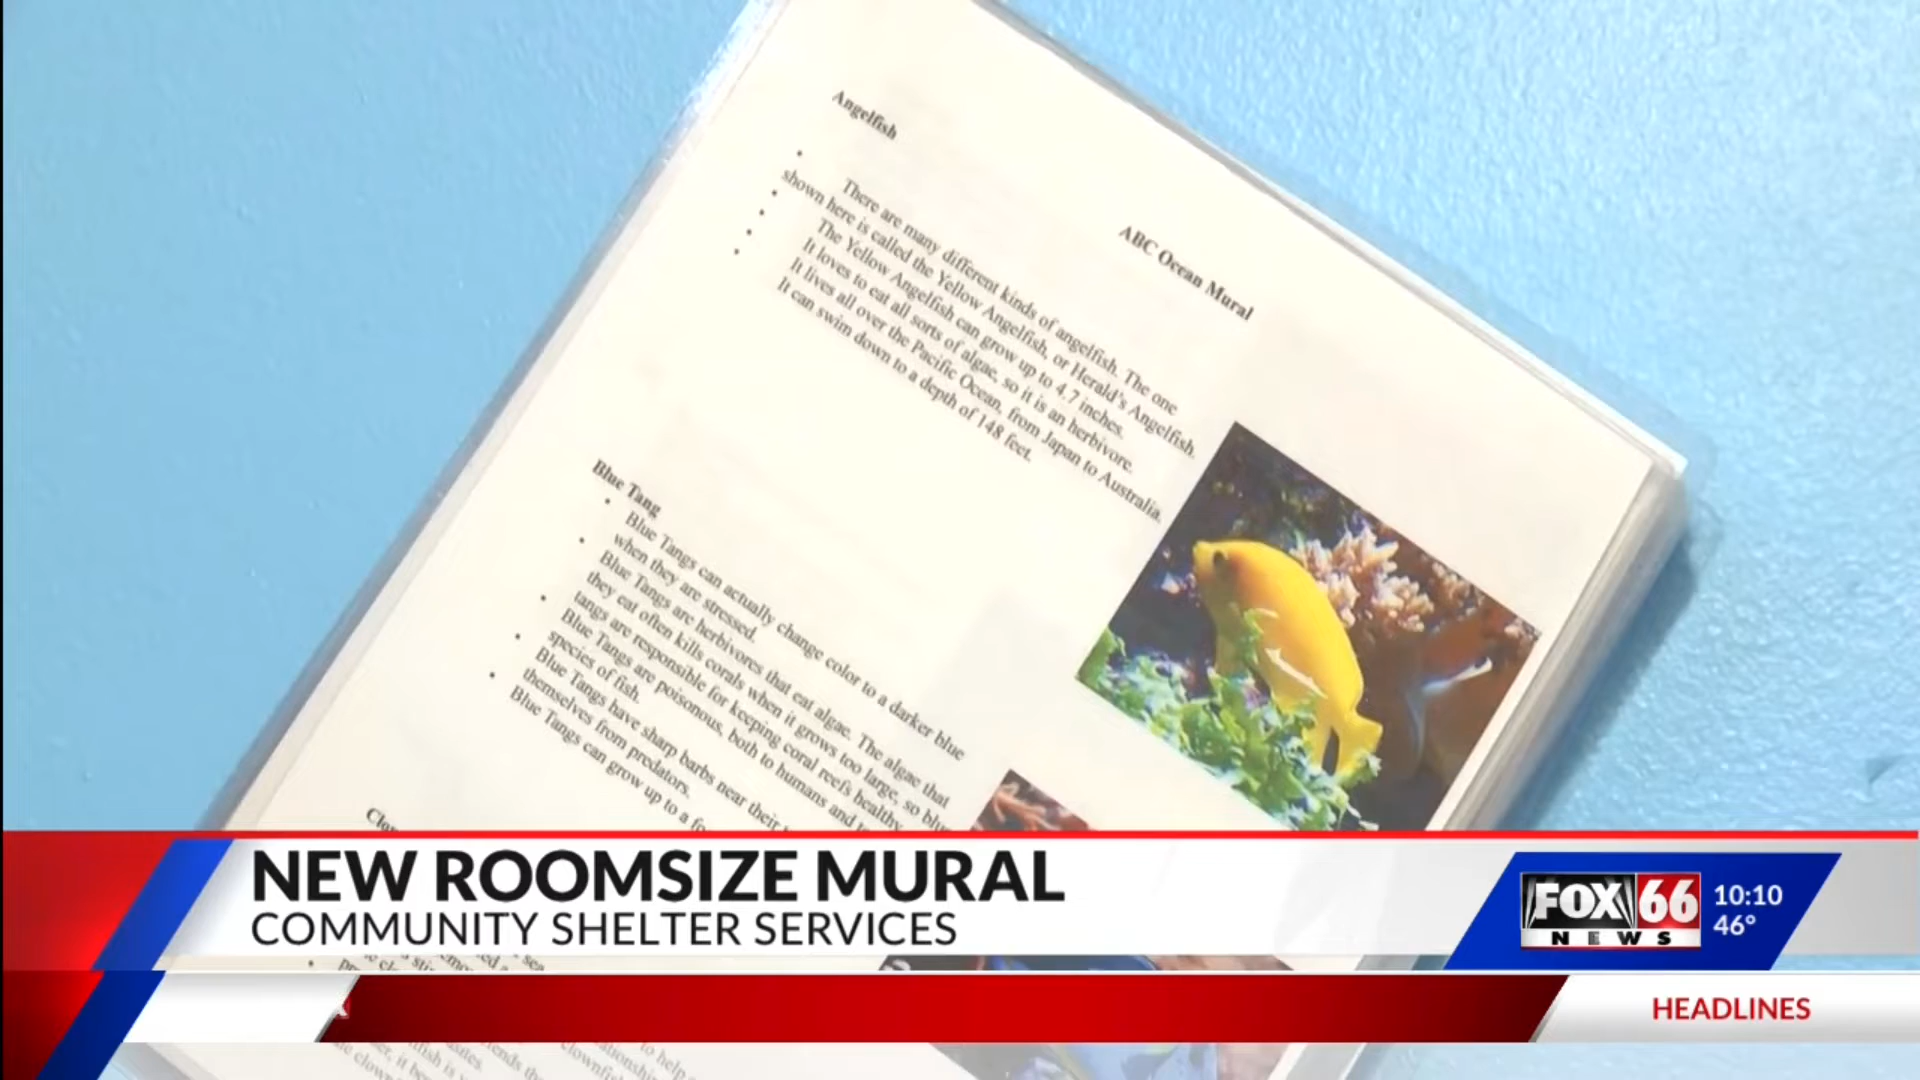 Angelfish
ABC Ocean Mural
There are many different kinds of angelfish. The one
shown here is called the Yellow Angelfish, or Herald's Angelfish.
The Yellow Angelfish can grow up to 4.7 inches.
It loves to eat all sorts of algae, so it is an herbivore.
It lives all over the Pacific Ocean, from Japan to Australia.
It can swim down to a depth of 148 feet.
Blue Tang
Blue Tangs can actually change color to a darker blue
when they are stressed.
Blue Tangs are herbivores that eat algae. The algae that
they eat often kills corals when it grows too large, so blue
tangs are responsible for keeping coral reefs healthy.
Blue Tangs are poisonous, both to humans and
species of fish.
Blue Tangs have sharp barbs near their
themselves from predators.
Blue Tangs can grow up to a
NEW ROOMSIZE MURAL
COMMUNITY SHELTER SERVICES
FOX 66
NEWS
10:10
46°
HEADLINES